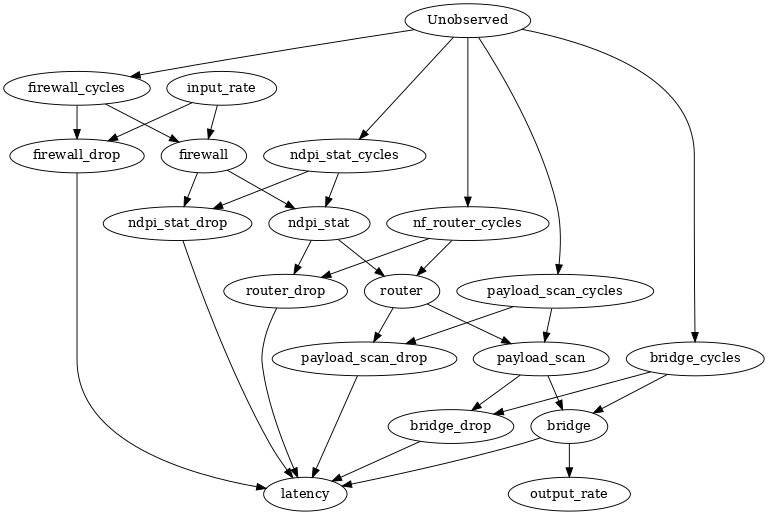 Unobserved
firewall_cycles
input_rate
firewall_drop
firewall
ndpi_stat_cycles
ndpi_stat_drop
ndpi_stat
nf_router_cycles
router_drop
router
payload_scan_cycles
payload_scan_drop
payload_scan
bridge_cycles
bridge_drop
bridge
latency
output_rate